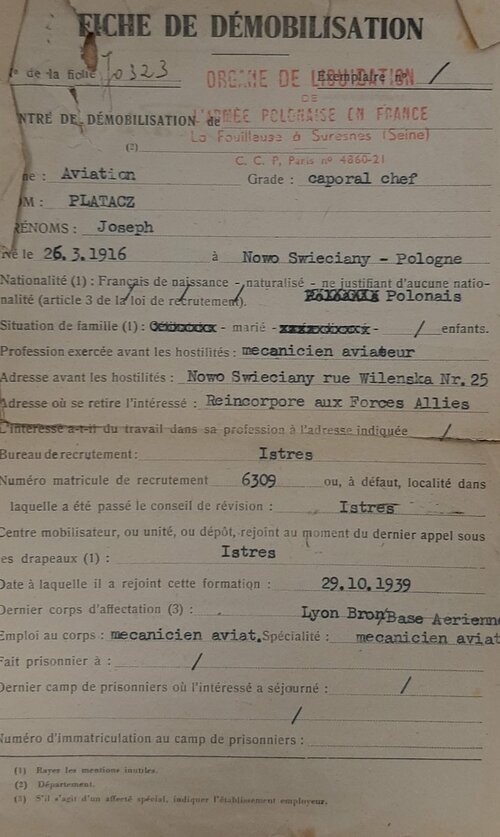 FICHE DE DÉMOBILISATION
de la fiche 70323 Exemplaire n° /
ORGANE DE LIQUIDATION
DE
NTRE DE DÉMOBILISATION de L'ARMÉE POLONAISE EN FRANCE
La Fouilleuse à Suresnes (Seine)
(2)
C. C. P. Paris n° 4860-21
me : Aviation Grade : caporal chef
OM : PLATACZ
RÉNOMS : Joseph
Né le 26.3.1916 à Nowo Swieciany - Pologne
Nationalité (1) : Français de naissance - naturalisé - ne justifiant d'aucune natio-
nalité (article 3 de la loi de recrutement). Polonais
Situation de famille (1) : - marié - - / enfants.
Profession exercée avant les hostilités : mecanicien aviateur
Adresse avant les hostilités : Nowo Swieciany rue Wilenska Nr. 25
Adresse où se retire l'intéressé : Reincorpore aux Forces Allies
L'intéressé a-t-il du travail dans sa profession à l'adresse indiquée /
Bureau de recrutement : Istres
Numéro matricule de recrutement 6309 ou, à défaut, localité dans
laquelle a été passé le conseil de révision : Istres
Centre mobilisateur, ou unité, ou dépôt, rejoint au moment du dernier appel sous
es drapeaux (1) : Istres
Date à laquelle il a rejoint cette formation : 29.10.1939
Dernier corps d'affectation (3) : Lyon Bron/Base Aerienne
Emploi au corps : mecanicien aviat. Spécialité : mecanicien aviat
Fait prisonnier à : /
Dernier camp de prisonniers où l'intéressé a séjourné : /
/
Numéro d'immatriculation au camp de prisonniers :
(1) Rayer les mentions inutiles.
(2) Département.
(3) S'il s'agit d'un affecté spécial, indiquer l'établissement employeur.